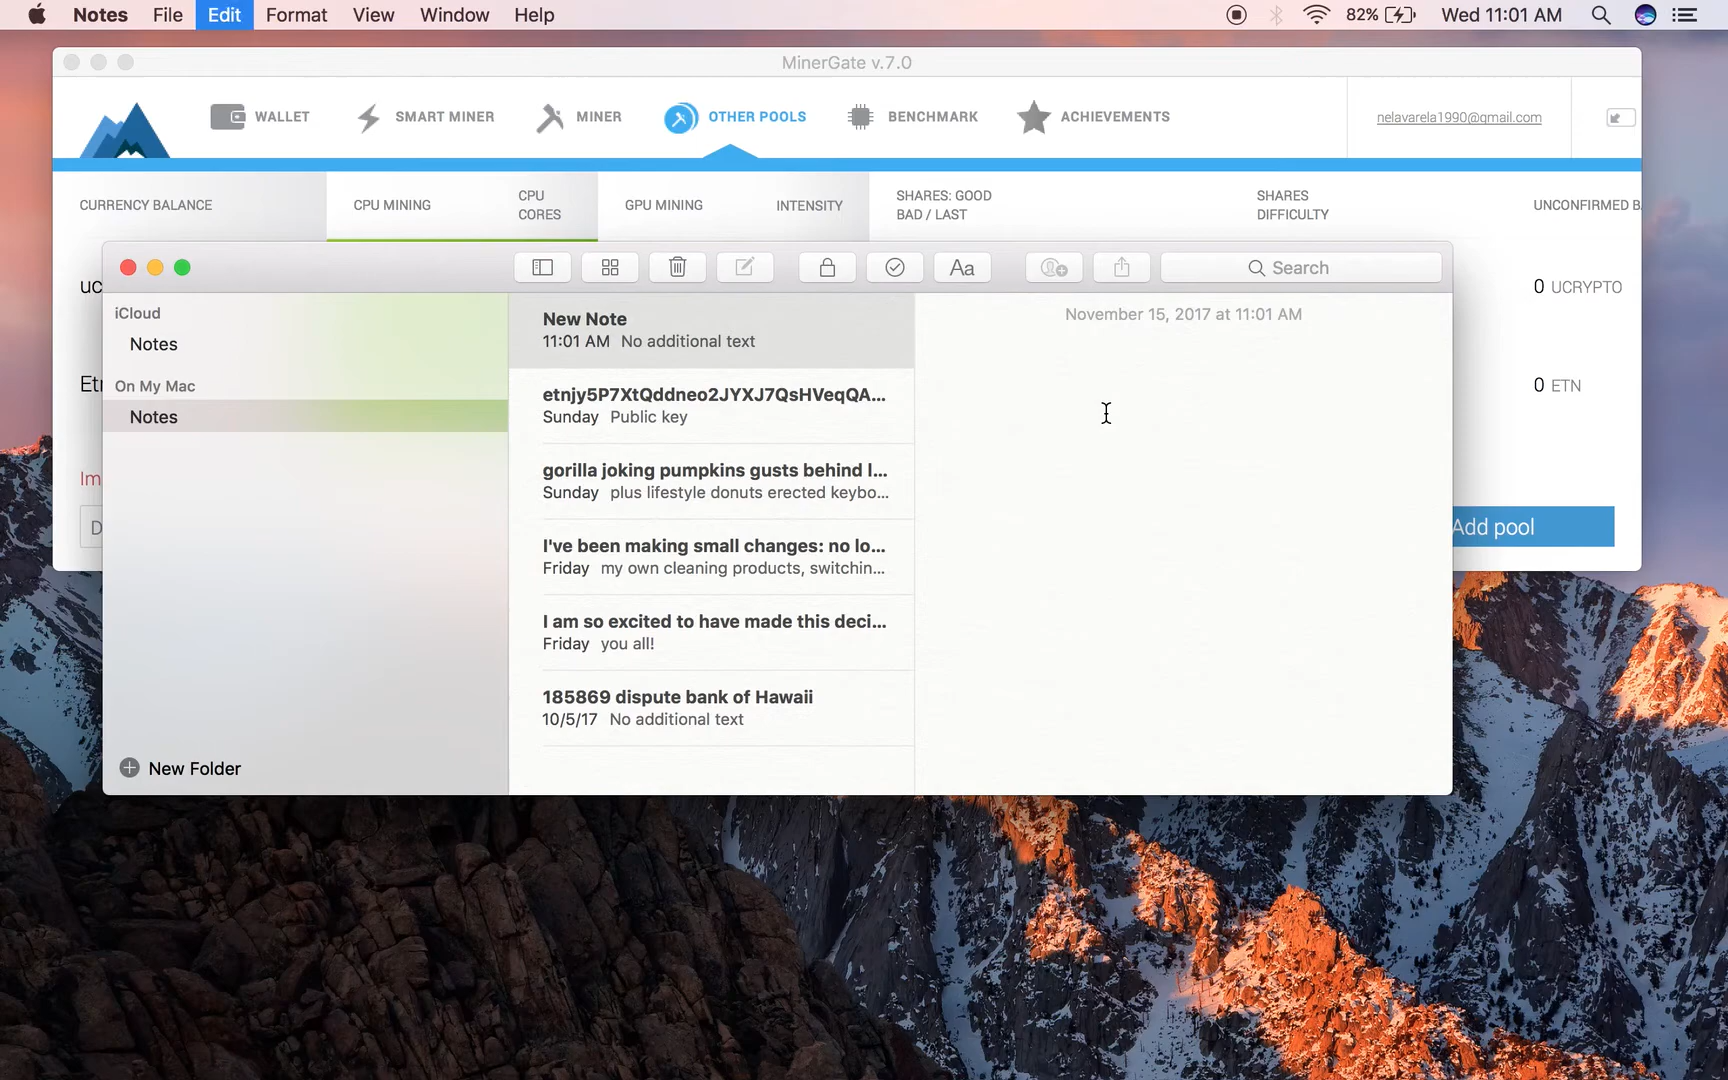 Notes File Edit Format View Window Help 82% Wed 11:01 AM
MinerGate v.7.0
WALLET SMART MINER MINER OTHER POOLS BENCHMARK ACHIEVEMENTS nelavarela1990@gmail.com
CURRENCY BALANCE CPU MINING CPU CORES GPU MINING INTENSITY SHARES: GOOD BAD / LAST SHARES DIFFICULTY UNCONFIRMED B
0 UCRYPTO
0 ETN
Add pool
Aa Search
iCloud
Notes
On My Mac
Notes
New Folder
New Note
11:01 AM No additional text
etnjy5P7XtQddneo2JYXJ7QsHVeqQA...
Sunday Public key
gorilla joking pumpkins gusts behind l...
Sunday plus lifestyle donuts erected keybo...
I've been making small changes: no lo...
Friday my own cleaning products, switchin...
I am so excited to have made this deci...
Friday you all!
185869 dispute bank of Hawaii
10/5/17 No additional text
November 15, 2017 at 11:01 AM